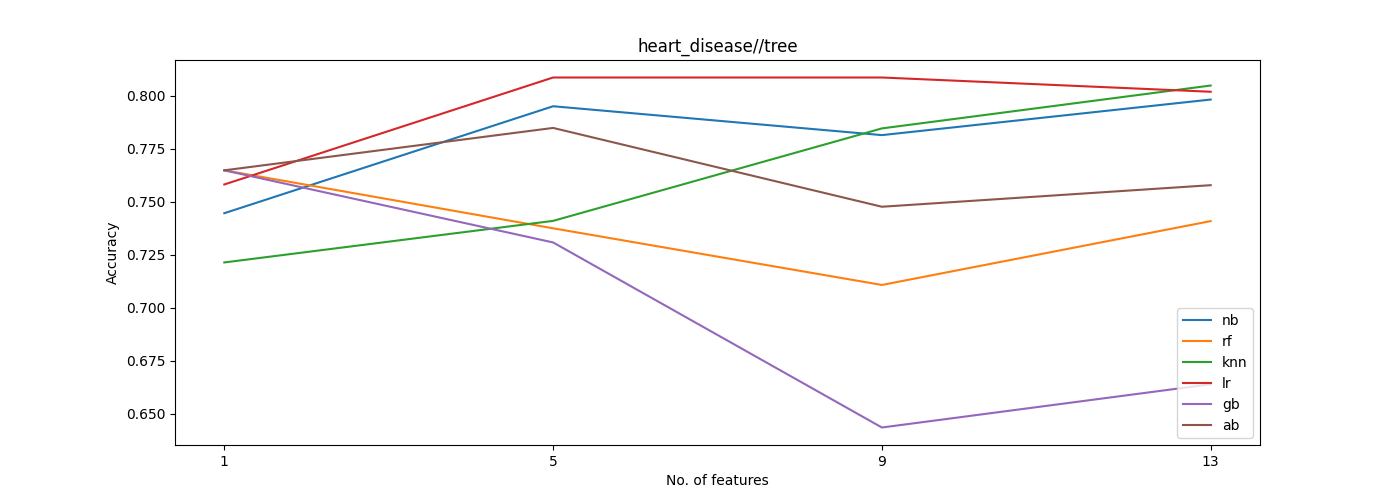 heart_disease//tree
Accuracy
0.800
0.775
0.750
0.725
0.700
0.675
0.650
1
5
9
13
No. of features
nb
rf
knn
lr
gb
ab